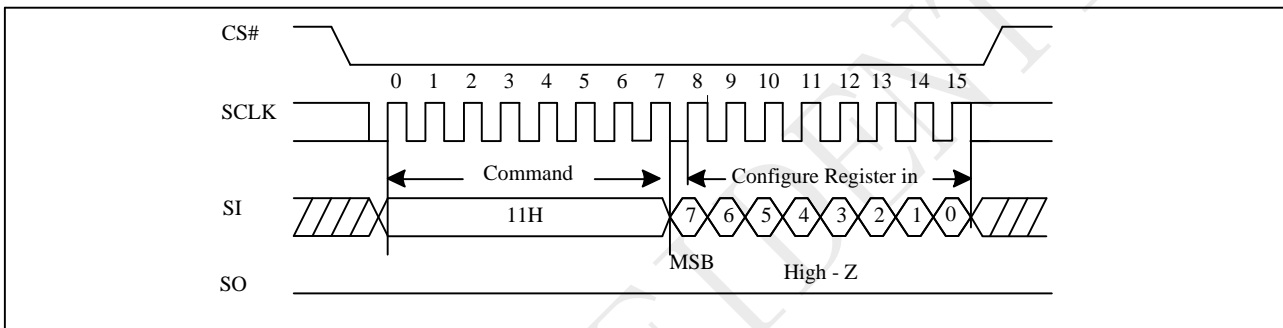 CS#
0 1 2 3 4 5 6 7 8 9 10 11 12 13 14 15
SCLK
Command Configure Register in
SI 11H 7 6 5 4 3 2 1 0
MSB High - Z
SO